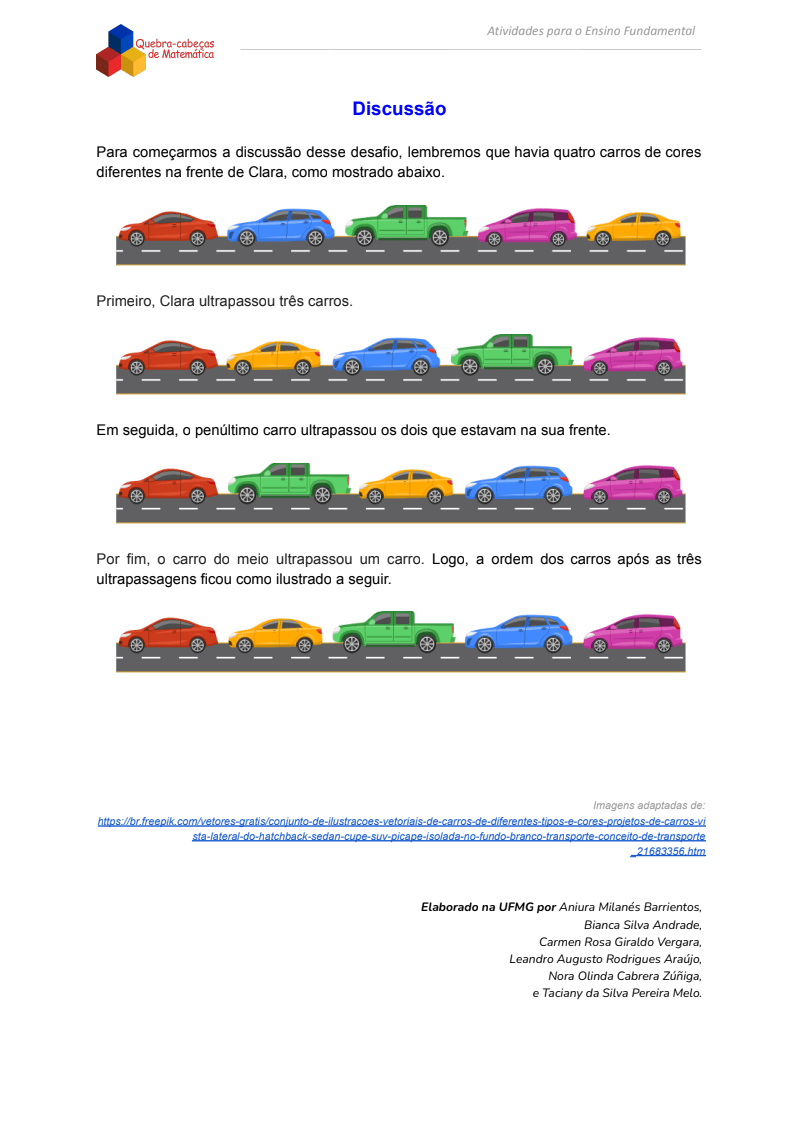 Quebra-cabeças
de Matemática
Atividades para o Ensino Fundamental
Discussão
Para começarmos a discussão desse desafio, lembremos que havia quatro carros de cores
diferentes na frente de Clara, como mostrado abaixo.
Primeiro, Clara ultrapassou três carros.
Em seguida, o penúltimo carro ultrapassou os dois que estavam na sua frente.
Por fim, o carro do meio ultrapassou um carro. Logo, a ordem dos carros após as três
ultrapassagens ficou como ilustrado a seguir.
Imagens adaptadas de:
https://br.freepik.com/vetores-gratis/conjunto-de-ilustracoes-vetoriais-de-carros-de-diferentes-tipos-e-cores-projetos-de-carros-vi
sta-lateral-do-hatchback-sedan-cupe-suv-picape-isolada-no-fundo-branco-transporte-conceito-de-transporte
_21683356.htm
Elaborado na UFMG por Aniura Milanés Barrientos,
Bianca Silva Andrade,
Carmen Rosa Giraldo Vergara,
Leandro Augusto Rodrigues Araújo,
Nora Olinda Cabrera Zúñiga,
e Taciany da Silva Pereira Melo.